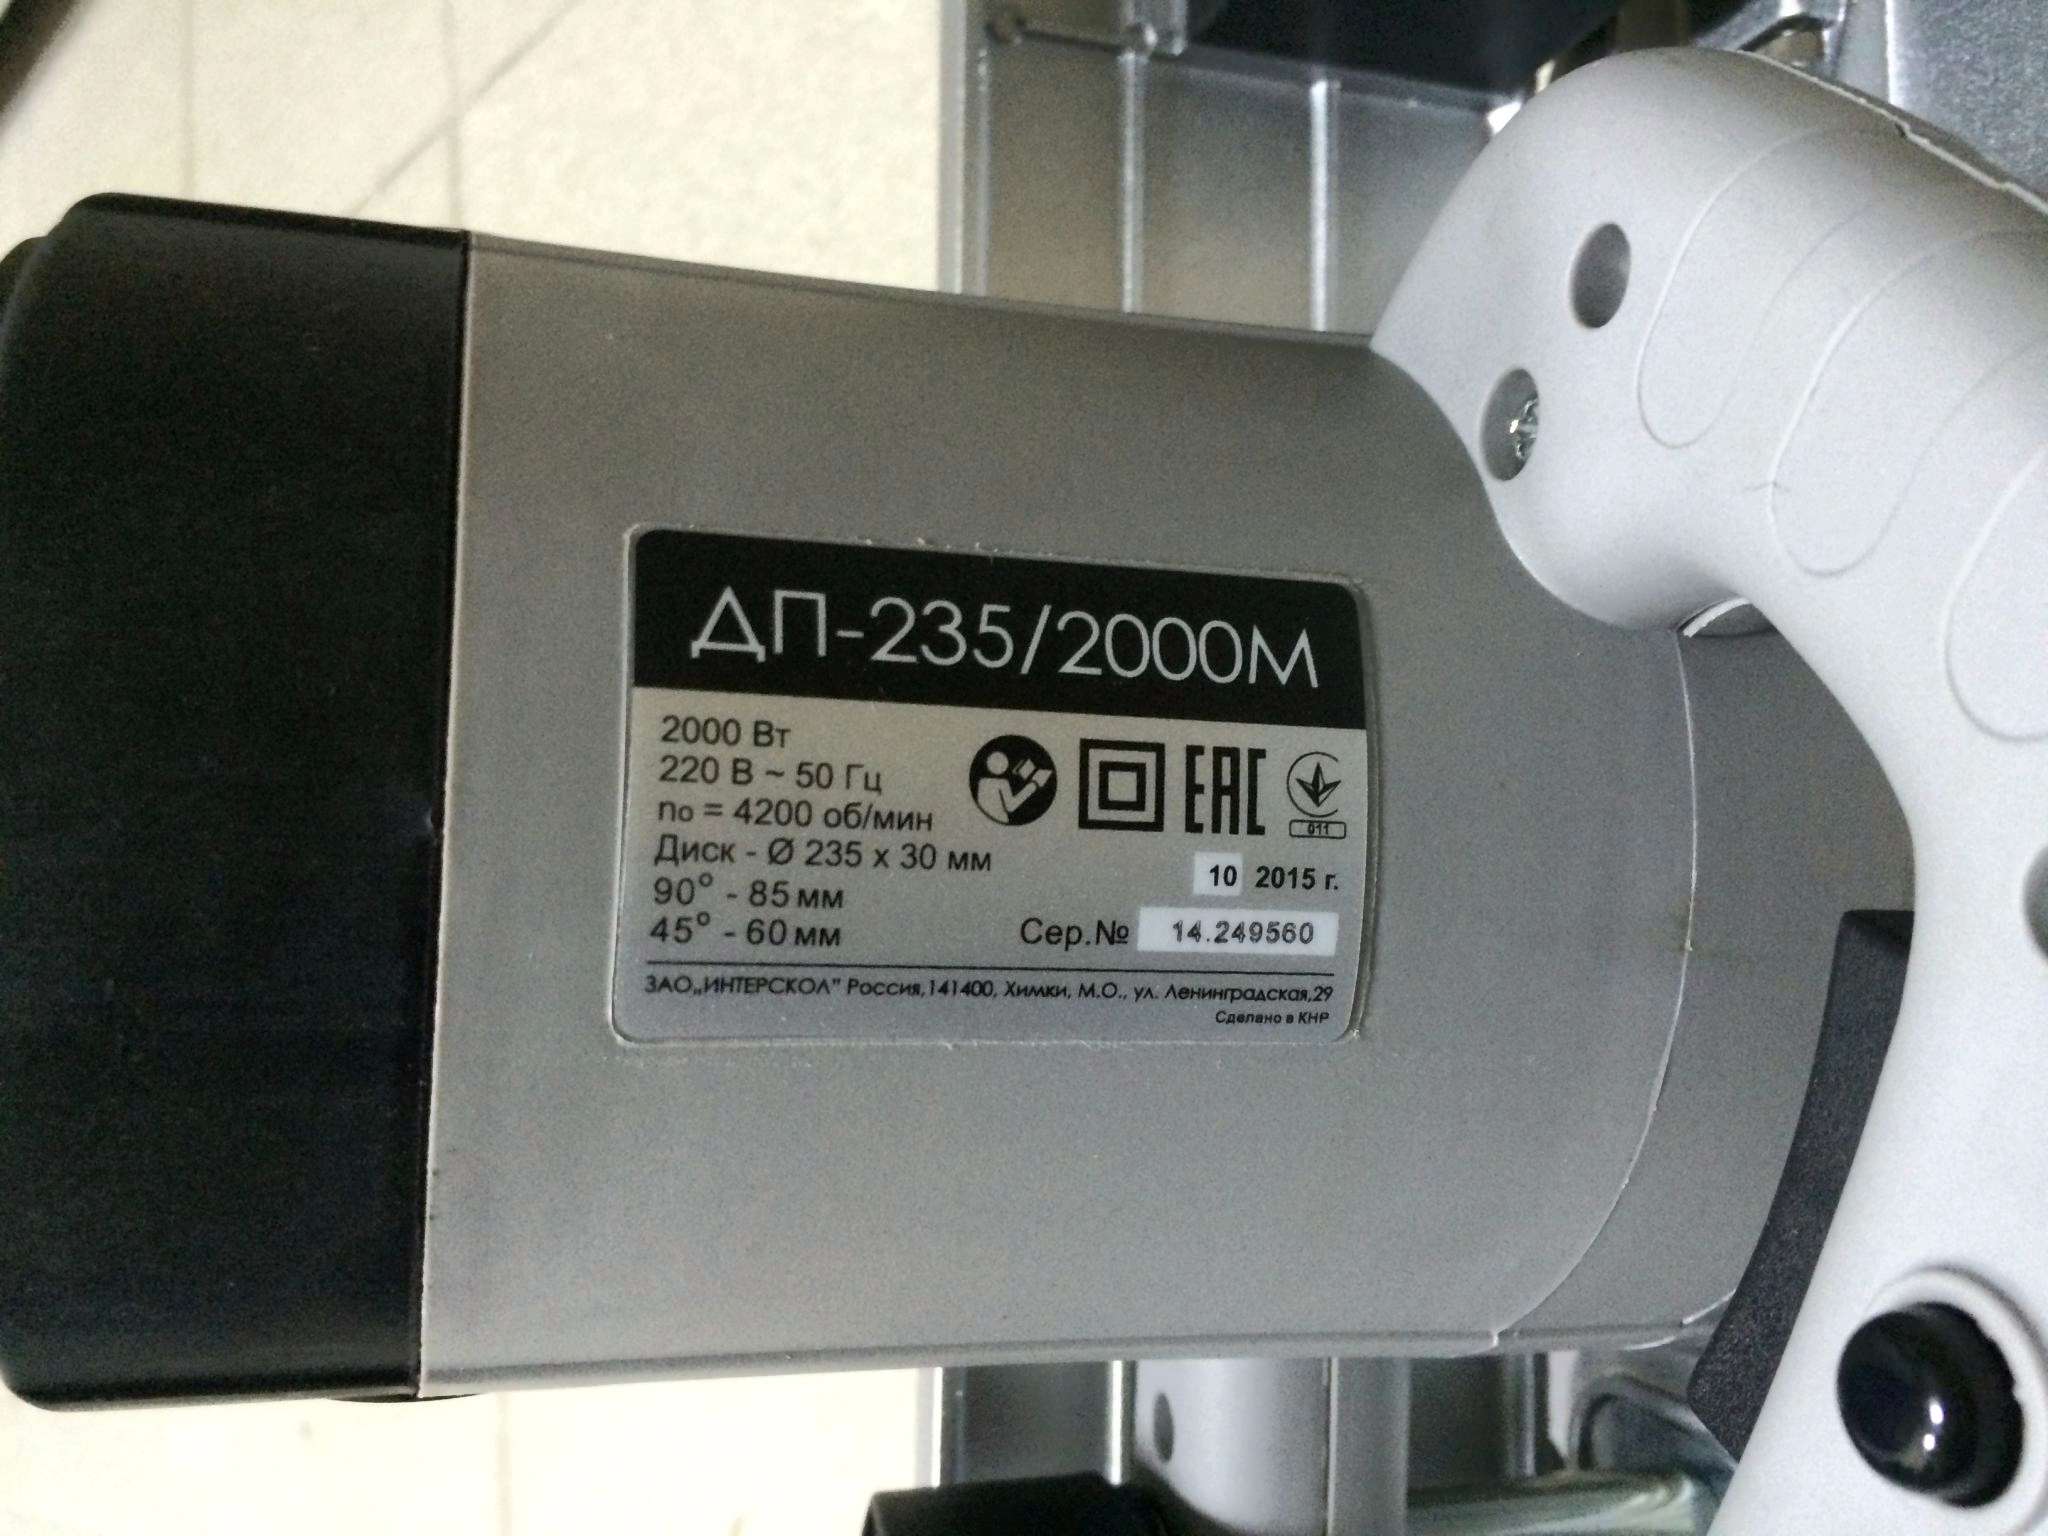 ДП-235/2000М
2000 Вт
220 В ~ 50 Гц
n₀ = 4200 об/мин
Диск - Ø 235 х 30 мм
90° - 85 мм
45° - 60 мм
ЕАС
011
10 2015 г.
Сер.№ 14.249560
ЗАО„ИНТЕРСКОЛ" Россия,141400, Химки, М.О., ул. Ленинградская,29
Сделано в КНР